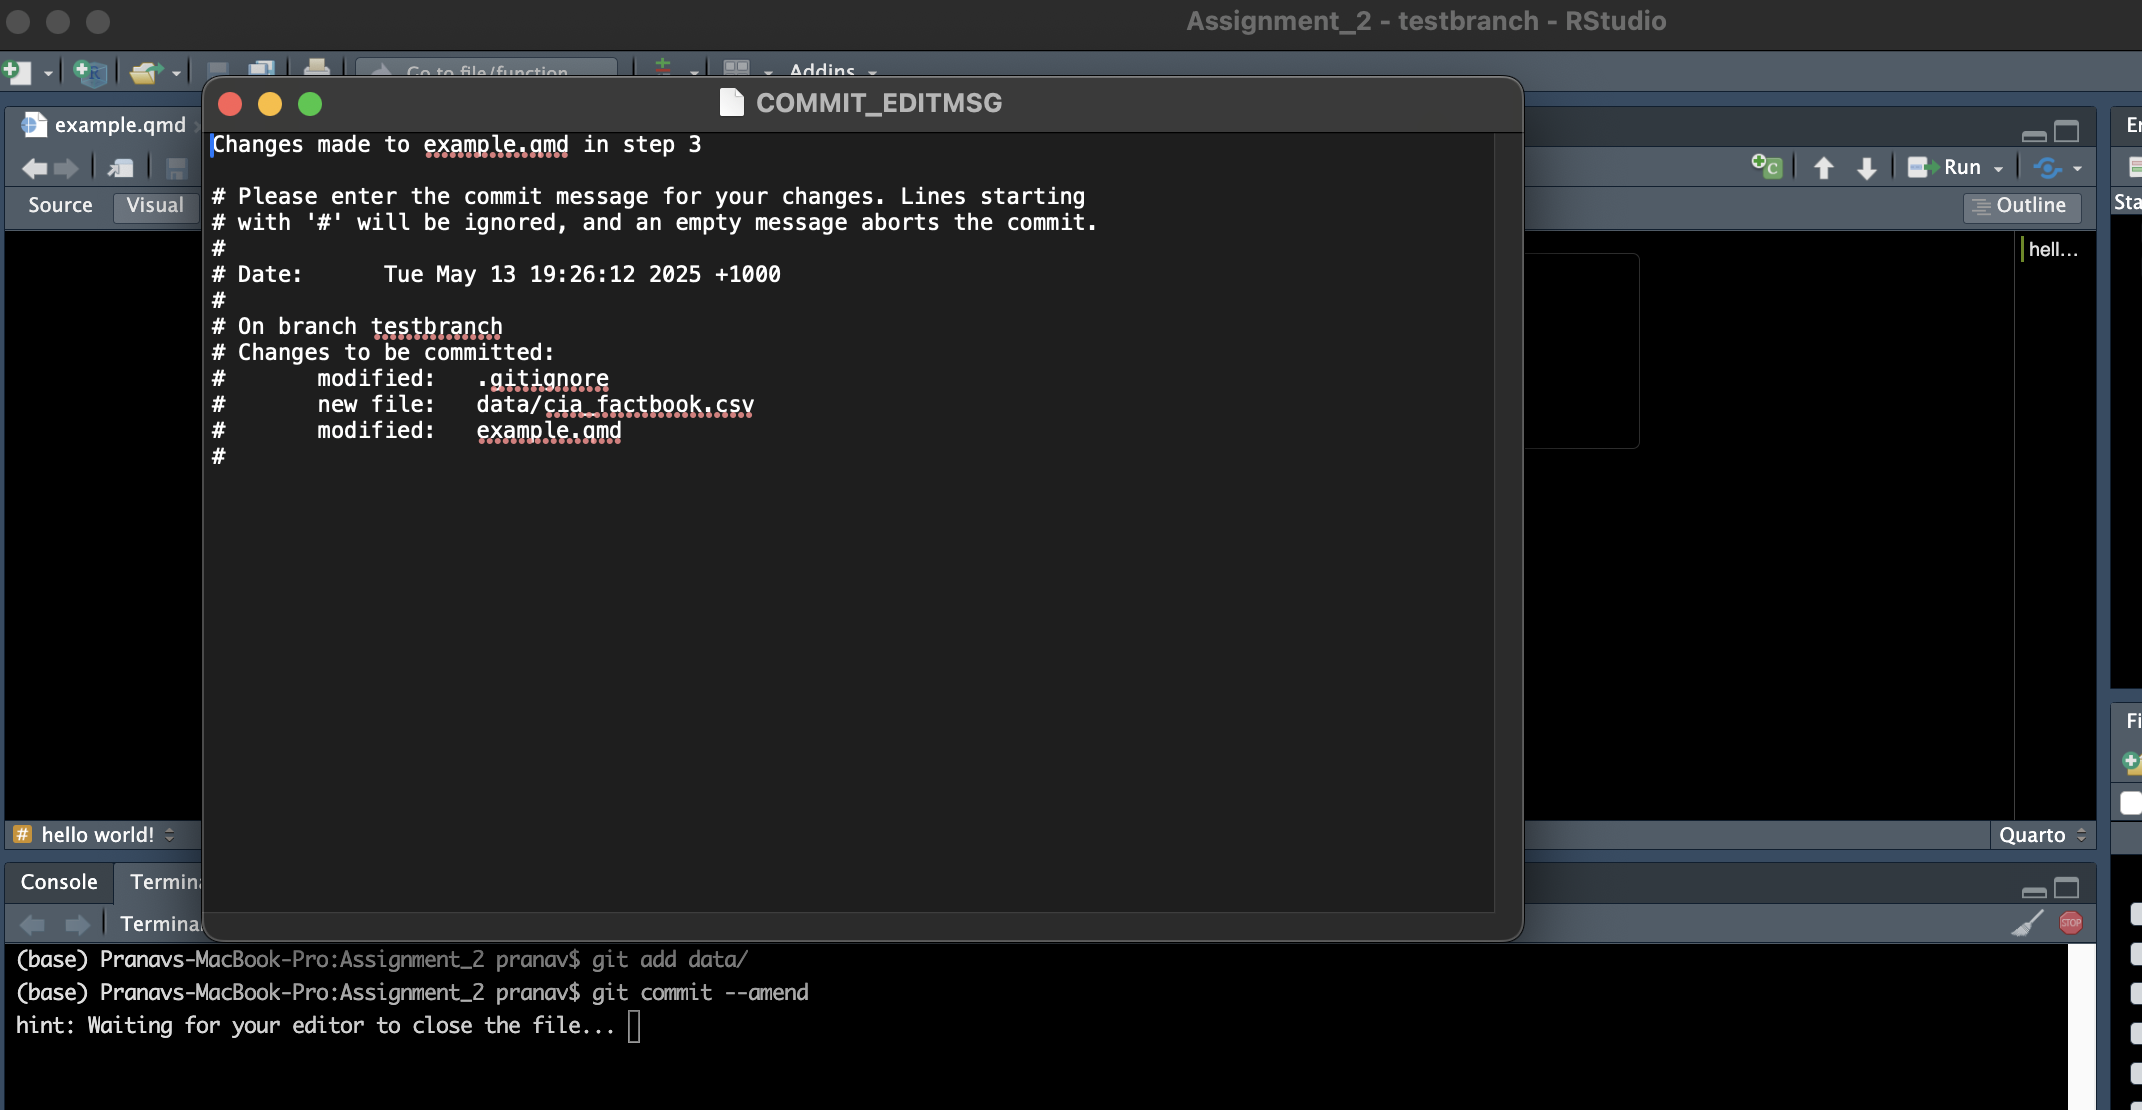 Assignment_2 - testbranch - RStudio
Go to file/function
Addins
example.qmd
COMMIT_EDITMSG
Changes made to example.qmd in step 3
# Please enter the commit message for your changes. Lines starting
# with '#' will be ignored, and an empty message aborts the commit.
#
# Date:      Tue May 13 19:26:12 2025 +1000
#
# On branch testbranch
# Changes to be committed:
#       modified:   .gitignore
#       new file:   data/cia_factbook.csv
#       modified:   example.qmd
#
Source
Visual
Run
Outline
hell...
# hello world!
Quarto
Console
Termina
Termina
STOP
(base) Pranavs-MacBook-Pro:Assignment_2 pranav$ git add data/
(base) Pranavs-MacBook-Pro:Assignment_2 pranav$ git commit --amend
hint: Waiting for your editor to close the file...
Sta
Fi